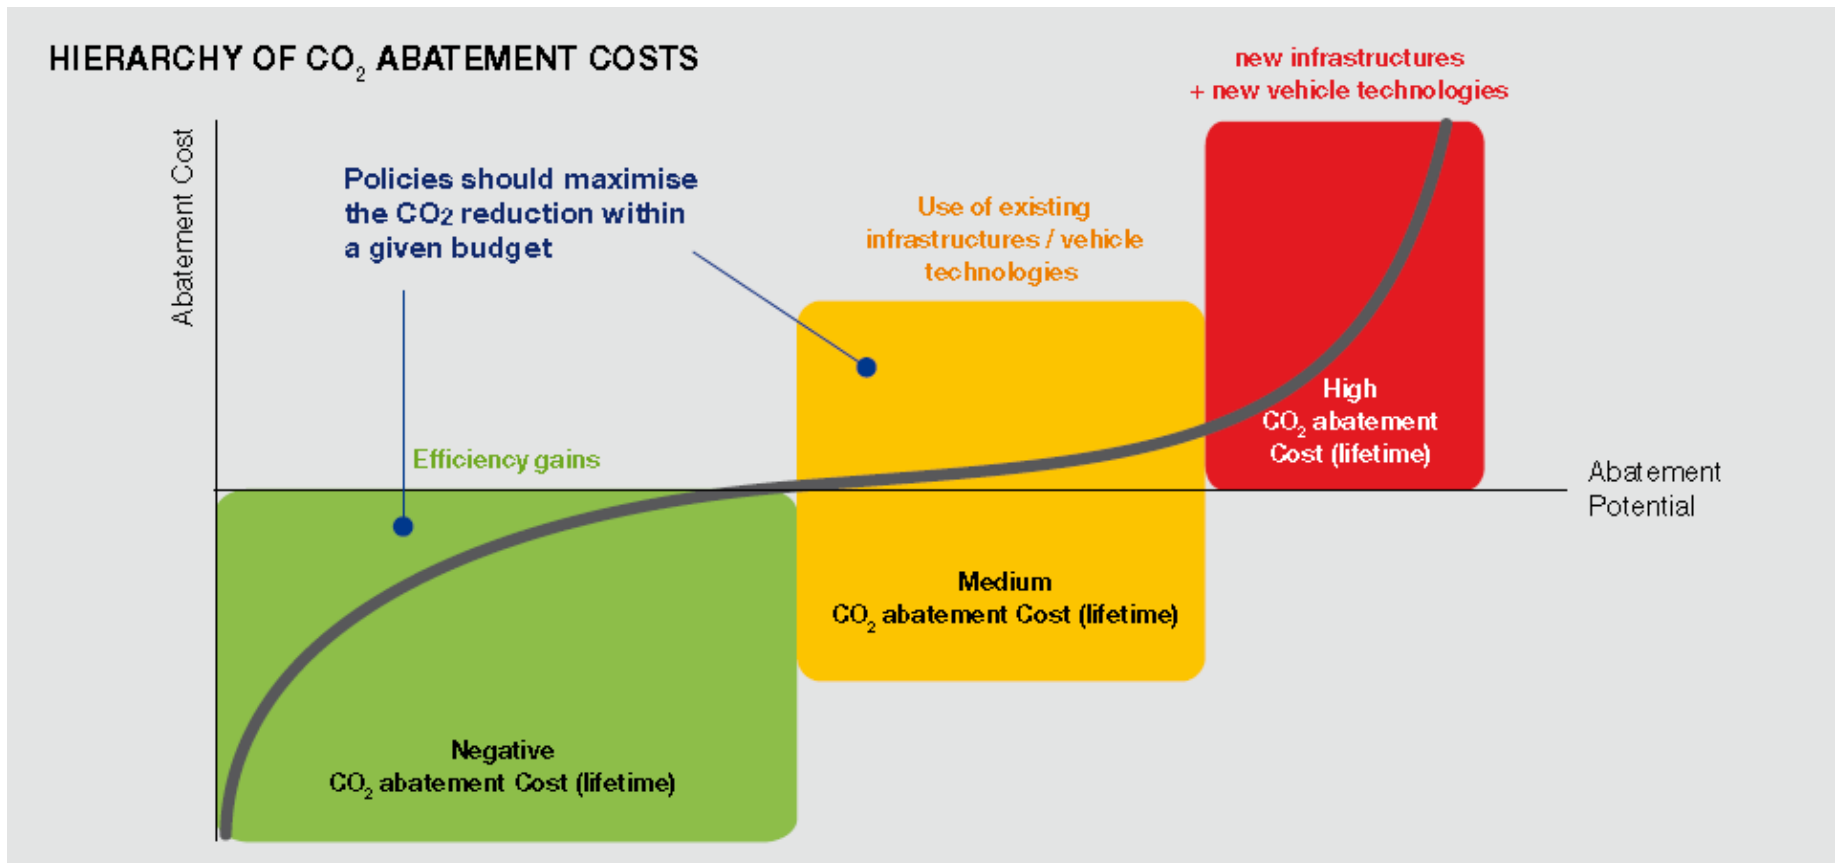 HIERARCHY OF CO₂ ABATEMENT COSTS
new infrastructures
+ new vehicle technologies
Abatement Cost
Policies should maximise
the CO2 reduction within
a given budget
Use of existing
infrastructures / vehicle
technologies
Efficiency gains
High
CO₂ abatement
Cost (lifetime)
Abatement
Potential
Medium
CO₂ abatement Cost (lifetime)
Negative
CO₂ abatement Cost (lifetime)